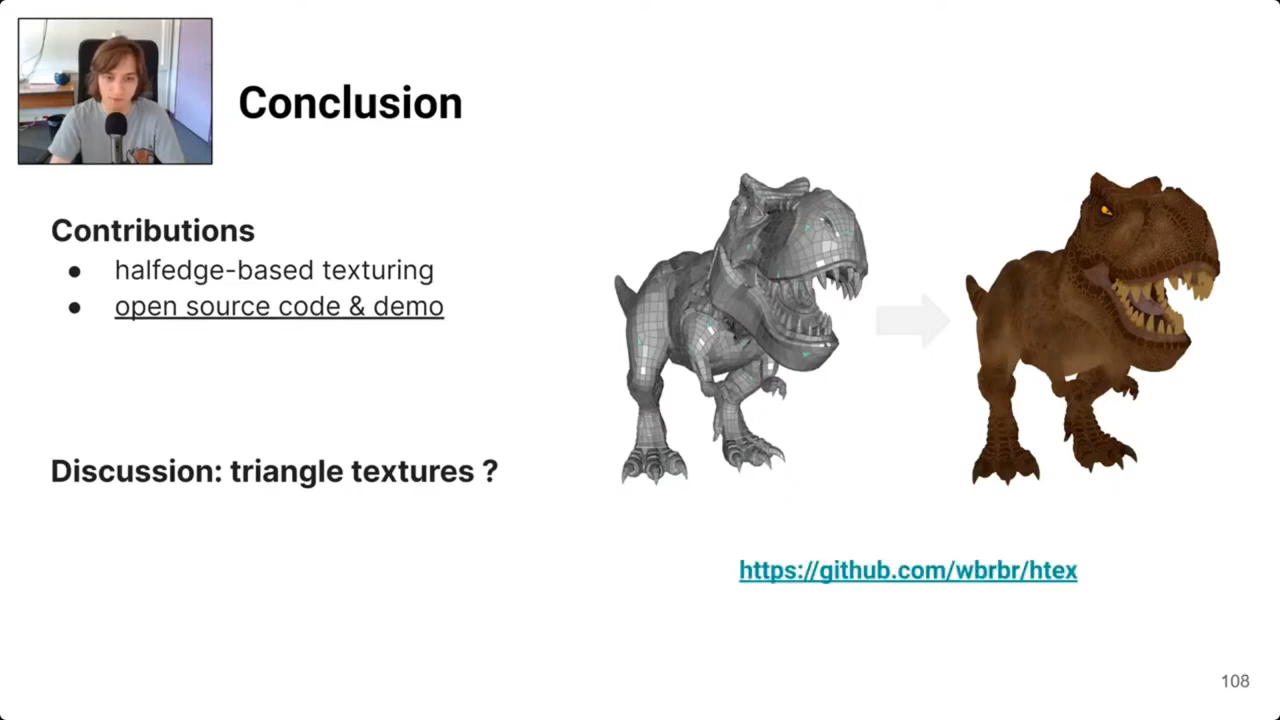 Conclusion
Contributions
● halfedge-based texturing
● open source code & demo
Discussion: triangle textures ?
https://github.com/wbrbr/htex
108